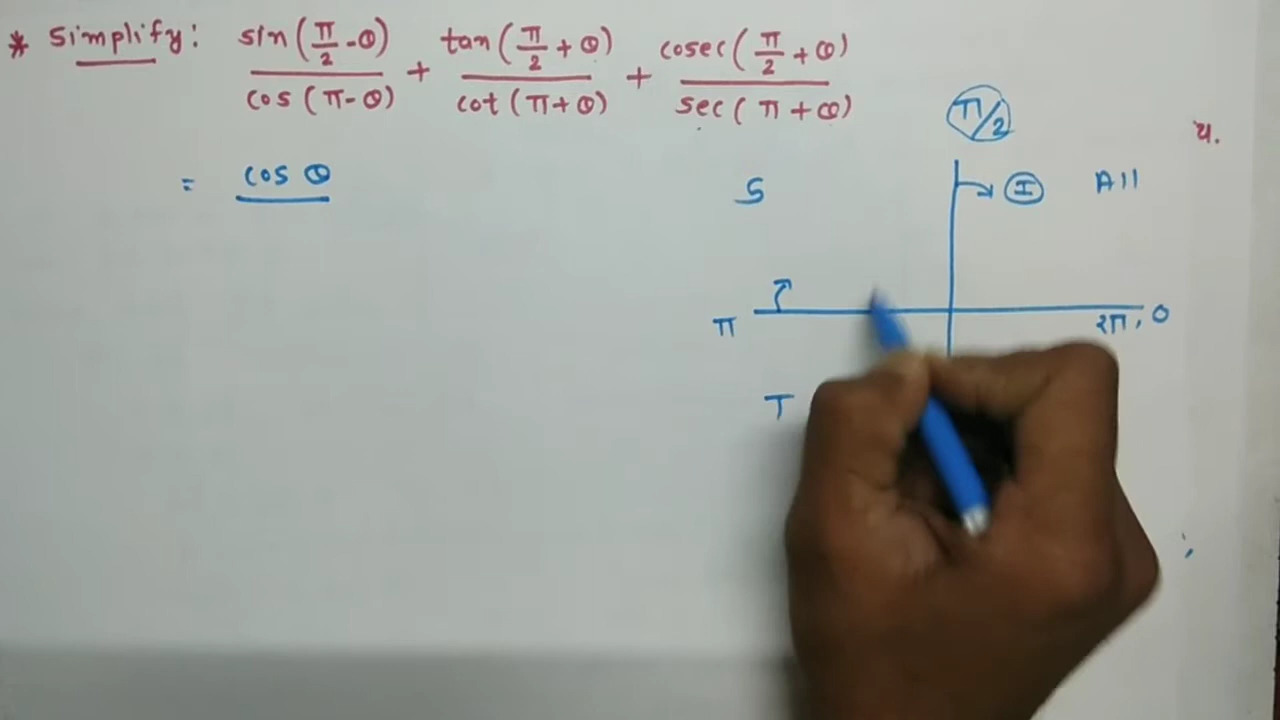 * Simplify: sin(π/2 - θ)/cos(π - θ) + tan(π/2 + θ)/cot(π + θ) + cosec(π/2 + θ)/sec(π + θ)
= cos θ
π/2
S I All
π 2π, 0
T